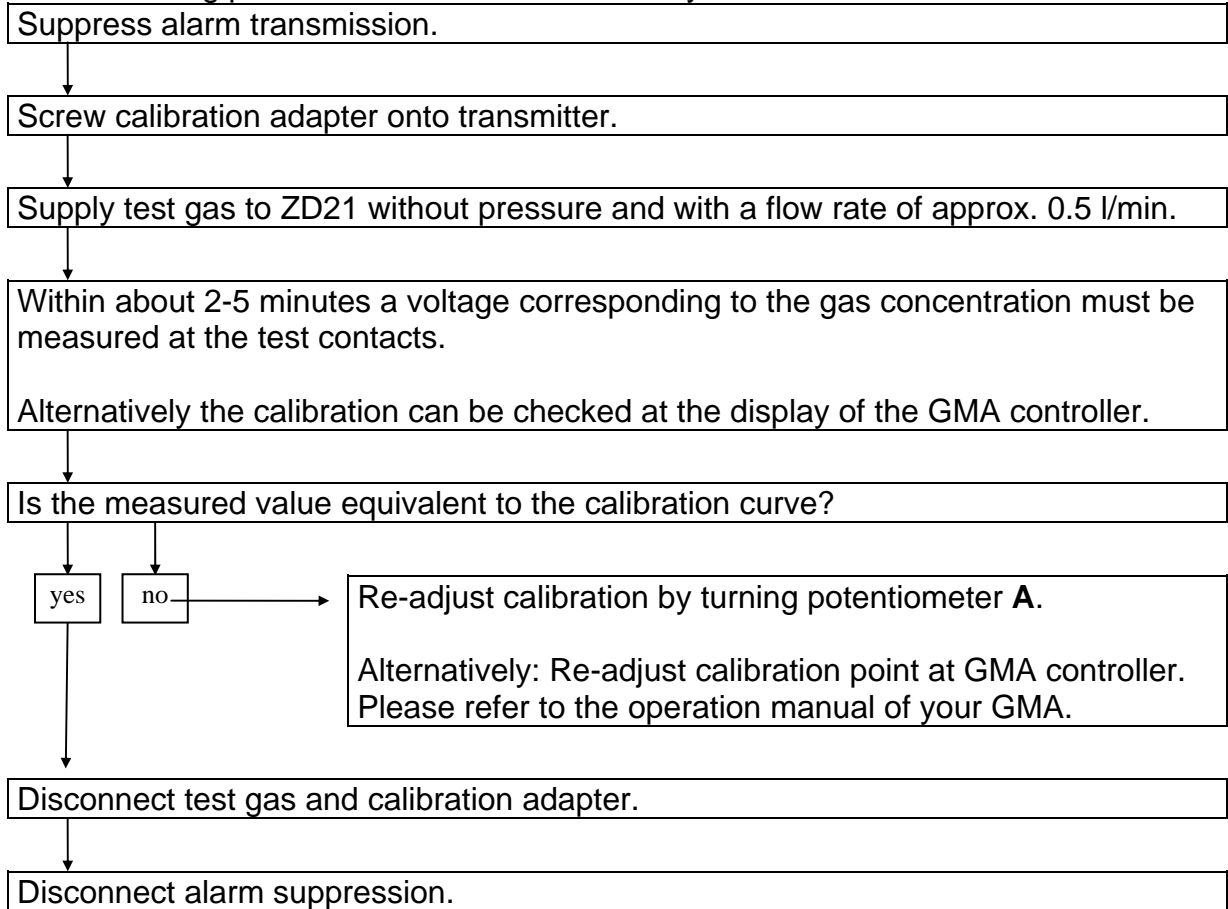 Suppress alarm transmission.
Screw calibration adapter onto transmitter.
Supply test gas to ZD21 without pressure and with a flow rate of approx. 0.5 l/min.
Within about 2-5 minutes a voltage corresponding to the gas concentration must be
measured at the test contacts.
Alternatively the calibration can be checked at the display of the GMA controller.
Is the measured value equivalent to the calibration curve?
yes
no
Re-adjust calibration by turning potentiometer A.
Alternatively: Re-adjust calibration point at GMA controller.
Please refer to the operation manual of your GMA.
Disconnect test gas and calibration adapter.
Disconnect alarm suppression.